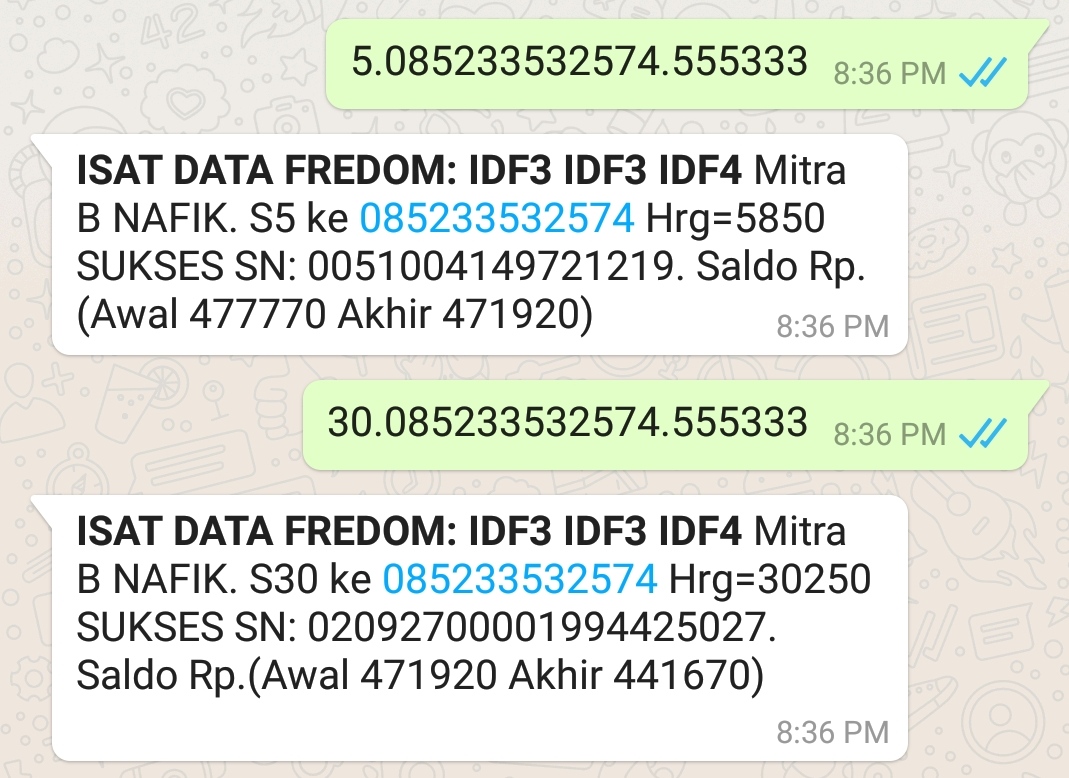 5.085233532574.555333 8:36 PM
ISAT DATA FREDOM: IDF3 IDF3 IDF4 Mitra
B NAFIK. S5 ke 085233532574 Hrg=5850
SUKSES SN: 0051004149721219. Saldo Rp.
(Awal 477770 Akhir 471920)
8:36 PM
30.085233532574.555333 8:36 PM
ISAT DATA FREDOM: IDF3 IDF3 IDF4 Mitra
B NAFIK. S30 ke 085233532574 Hrg=30250
SUKSES SN: 02092700001994425027.
Saldo Rp.(Awal 471920 Akhir 441670)
8:36 PM